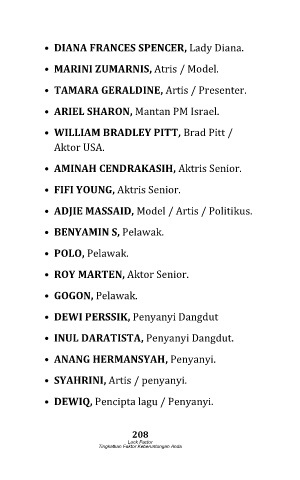 • DIANA FRANCES SPENCER, Lady Diana.
• MARINI ZUMARNIS, Atris / Model.
• TAMARA GERALDINE, Artis / Presenter.
• ARIEL SHARON, Mantan PM Israel.
• WILLIAM BRADLEY PITT, Brad Pitt /
Aktor USA.
• AMINAH CENDRAKASIH, Aktris Senior.
• FIFI YOUNG, Aktris Senior.
• ADJIE MASSAID, Model / Artis / Politikus.
• BENYAMIN S, Pelawak.
• POLO, Pelawak.
• ROY MARTEN, Aktor Senior.
• GOGON, Pelawak.
• DEWI PERSSIK, Penyanyi Dangdut
• INUL DARATISTA, Penyanyi Dangdut.
• ANANG HERMANSYAH, Penyanyi.
• SYAHRINI, Artis / penyanyi.
• DEWIQ, Pencipta lagu / Penyanyi.
208
Luck Factor
Tingkatkan Faktor Keberuntungan Anda